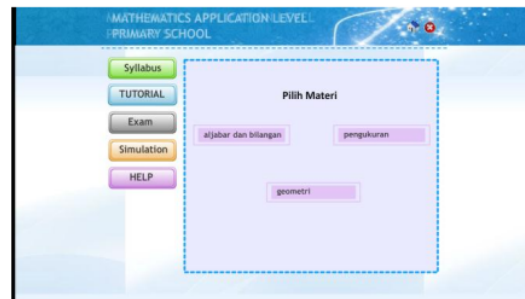 MATHEMATICS APPLICATION LEVEL
PRIMARY SCHOOL
Syllabus
TUTORIAL
Exam
Simulation
HELP
Pilih Materi
aljabar dan bilangan
pengukuran
geometri